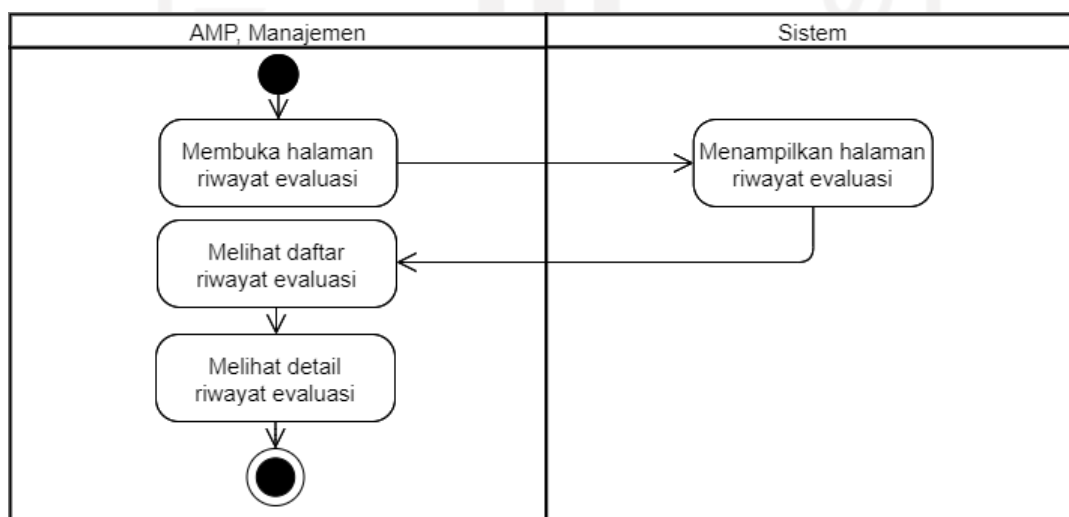 AMP, Manajemen
Sistem
Membuka halaman
riwayat evaluasi
Menampilkan halaman
riwayat evaluasi
Melihat daftar
riwayat evaluasi
Melihat detail
riwayat evaluasi